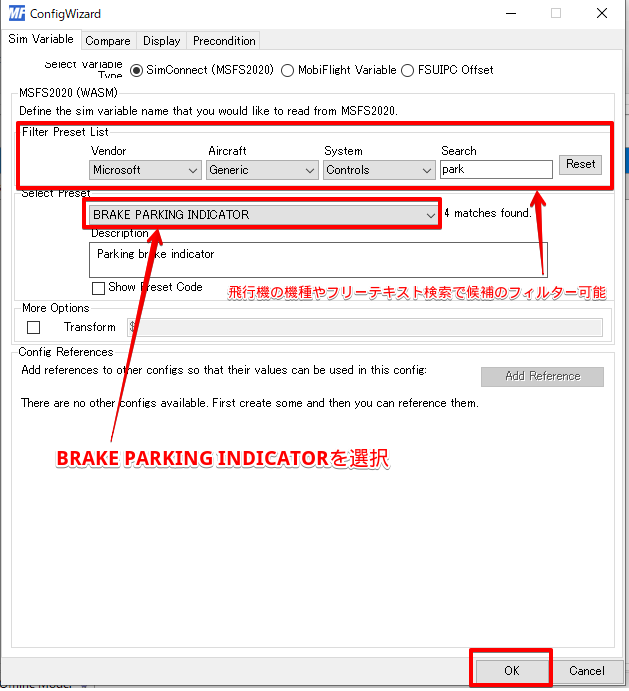 MF ConfigWizard
Sim Variable Compare Display Precondition
Select Variable Type SimConnect (MSFS2020) MobiFlight Variable FSUIPC Offset
MSFS2020 (WASM)
Define the sim variable name that you would like to read from MSFS2020.
Filter Preset List
Vendor Aircraft System Search
Microsoft Generic Controls park Reset
Select Preset
BRAKE PARKING INDICATOR 4 matches found.
Description
Parking brake indicator
Show Preset Code
飛行機の機種やフリーテキスト検索で候補のフィルター可能
More Options
Transform $
Config References
Add references to other configs so that their values can be used in this config:
Add Reference
There are no other configs available. First create some and then you can reference them.
BRAKE PARKING INDICATORを選択
OK Cancel